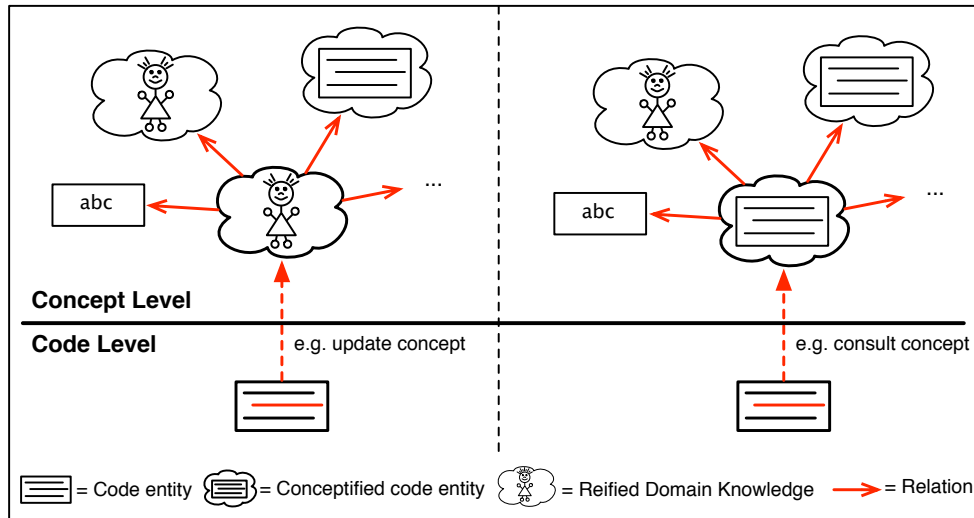 abc
...
abc
...
Concept Level
Code Level
e.g. update concept
e.g. consult concept
= Code entity
= Conceptified code entity
= Reified Domain Knowledge
= Relation